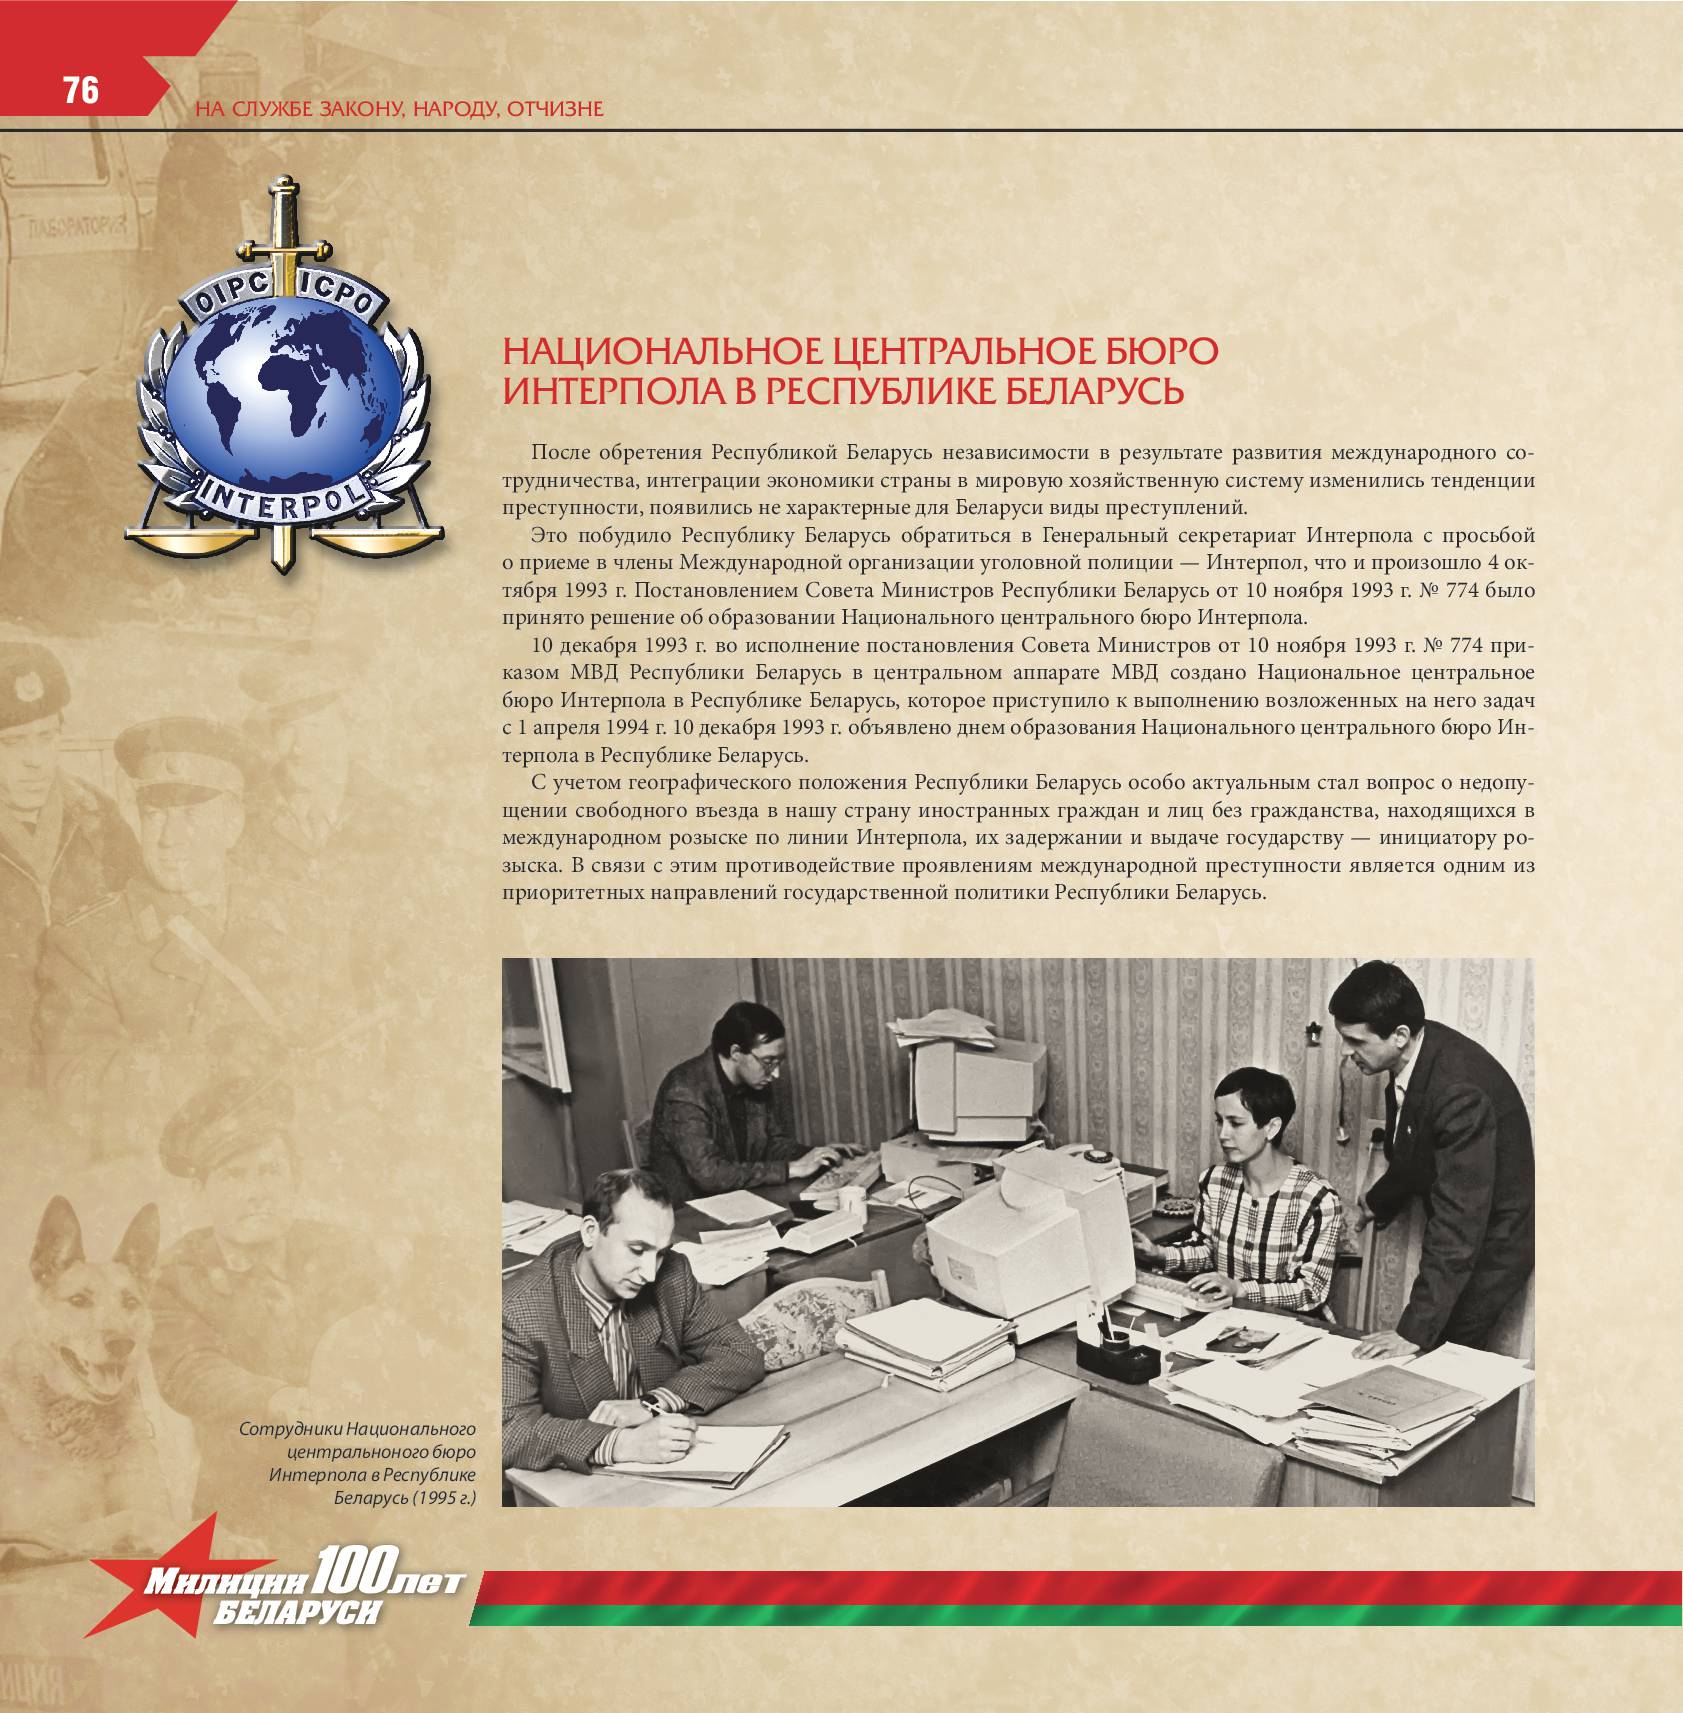 76
НА СЛУЖБЕ ЗАКОНУ, НАРОДУ, ОТЧИЗНЕ
ЛАБОРАТОРИЯ
OIPC ICPO
INTERPOL
НАЦИОНАЛЬНОЕ ЦЕНТРАЛЬНОЕ БЮРО
ИНТЕРПОЛА В РЕСПУБЛИКЕ БЕЛАРУСЬ
После обретения Республикой Беларусь независимости в результате развития международного со-
трудничества, интеграции экономики страны в мировую хозяйственную систему изменились тенденции
преступности, появились не характерные для Беларуси виды преступлений.
Это побудило Республику Беларусь обратиться в Генеральный секретариат Интерпола с просьбой
о приеме в члены Международной организации уголовной полиции — Интерпол, что и произошло 4 ок-
тября 1993 г. Постановлением Совета Министров Республики Беларусь от 10 ноября 1993 г. № 774 было
принято решение об образовании Национального центрального бюро Интерпола.
10 декабря 1993 г. во исполнение постановления Совета Министров от 10 ноября 1993 г. № 774 при-
казом МВД Республики Беларусь в центральном аппарате МВД создано Национальное центральное
бюро Интерпола в Республике Беларусь, которое приступило к выполнению возложенных на него задач
с 1 апреля 1994 г. 10 декабря 1993 г. объявлено днем образования Национального центрального бюро Ин-
терпола в Республике Беларусь.
С учетом географического положения Республики Беларусь особо актуальным стал вопрос о недопу-
щении свободного въезда в нашу страну иностранных граждан и лиц без гражданства, находящихся в
международном розыске по линии Интерпола, их задержании и выдаче государству — инициатору ро-
зыска. В связи с этим противодействие проявлениям международной преступности является одним из
приоритетных направлений государственной политики Республики Беларусь.
Сотрудники Национального
центральноного бюро
Интерпола в Республике
Беларусь (1995 г.)
Милиции 100 лет
БЕЛАРУСИ